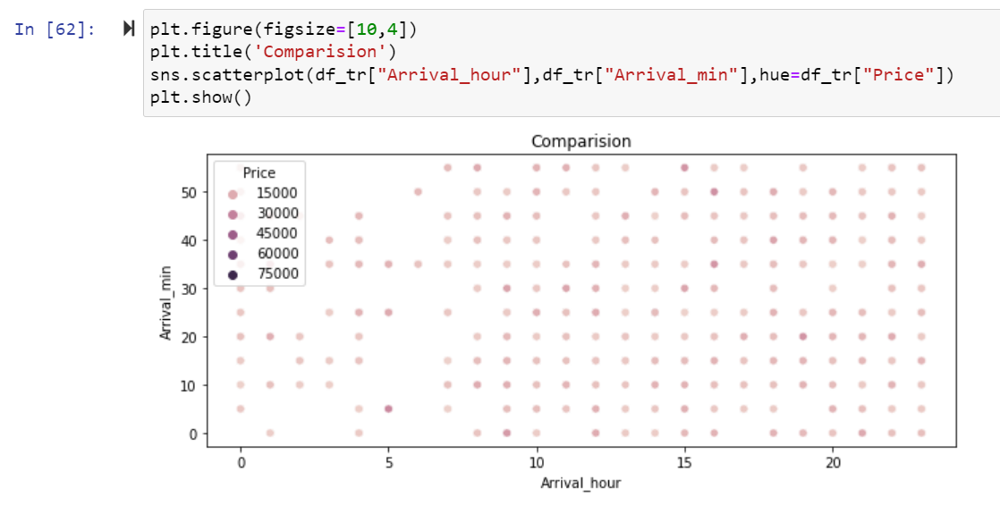 In [62]:
plt.figure(figsize=[10,4])
plt.title('Comparision')
sns.scatterplot(df_tr["Arrival_hour"],df_tr["Arrival_min"],hue=df_tr["Price"])
plt.show()
Comparision
Price
15000
30000
45000
60000
75000
Arrival_min
50
40
30
20
10
0
0 5 10 15 20
Arrival_hour